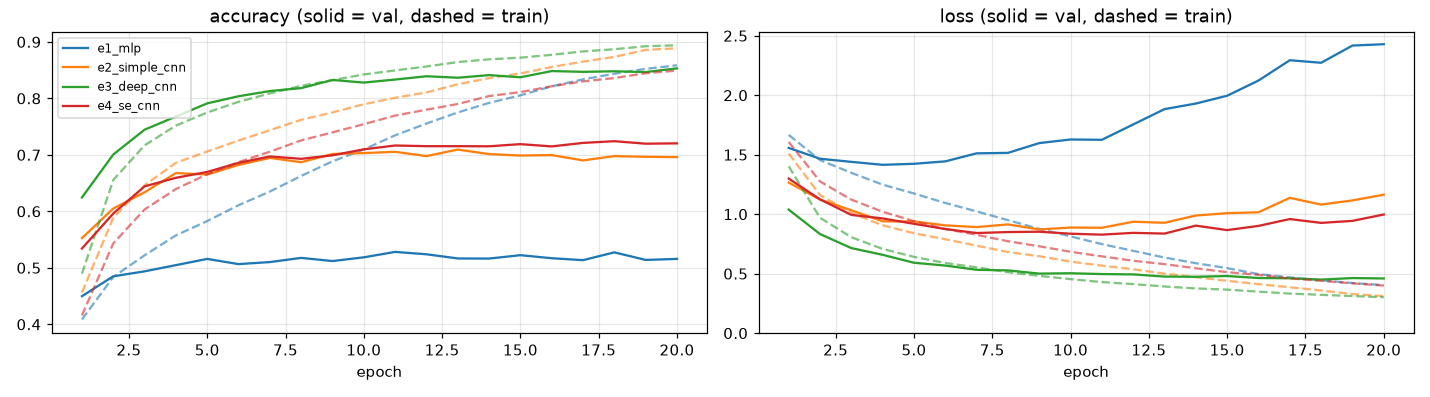 accuracy (solid = val, dashed = train)
0.9
0.8
0.7
0.6
0.5
0.4
e1_mlp
e2_simple_cnn
e3_deep_cnn
e4_se_cnn
2.5 5.0 7.5 10.0 12.5 15.0 17.5 20.0
epoch
loss (solid = val, dashed = train)
2.5
2.0
1.5
1.0
0.5
0.0
2.5 5.0 7.5 10.0 12.5 15.0 17.5 20.0
epoch